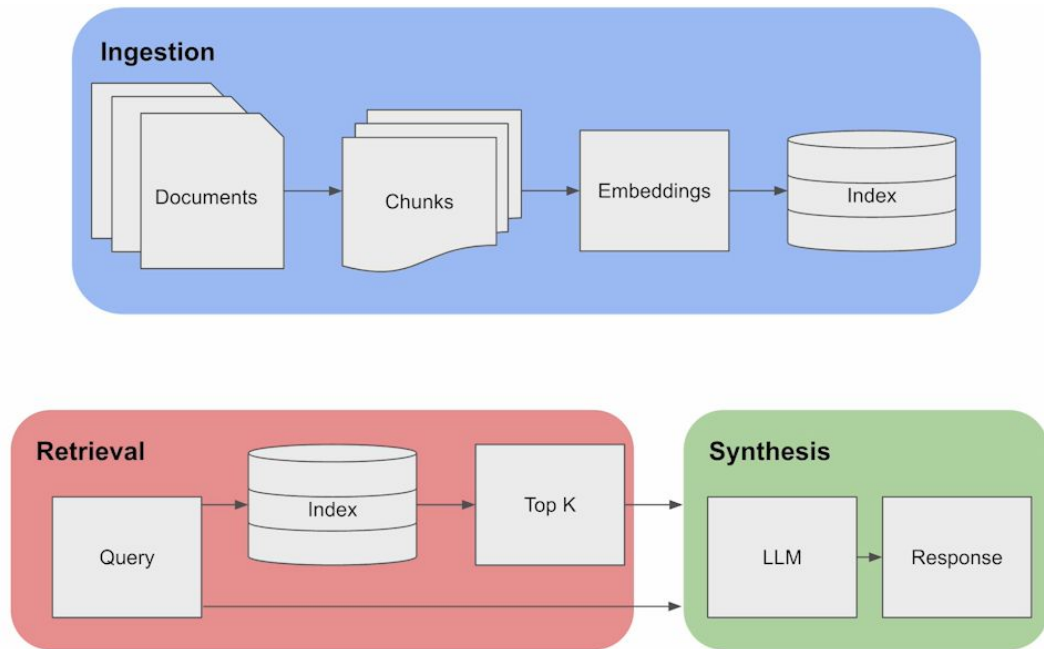 Ingestion
Documents
Chunks
Embeddings
Index
Retrieval
Query
Index
Top K
Synthesis
LLM
Response